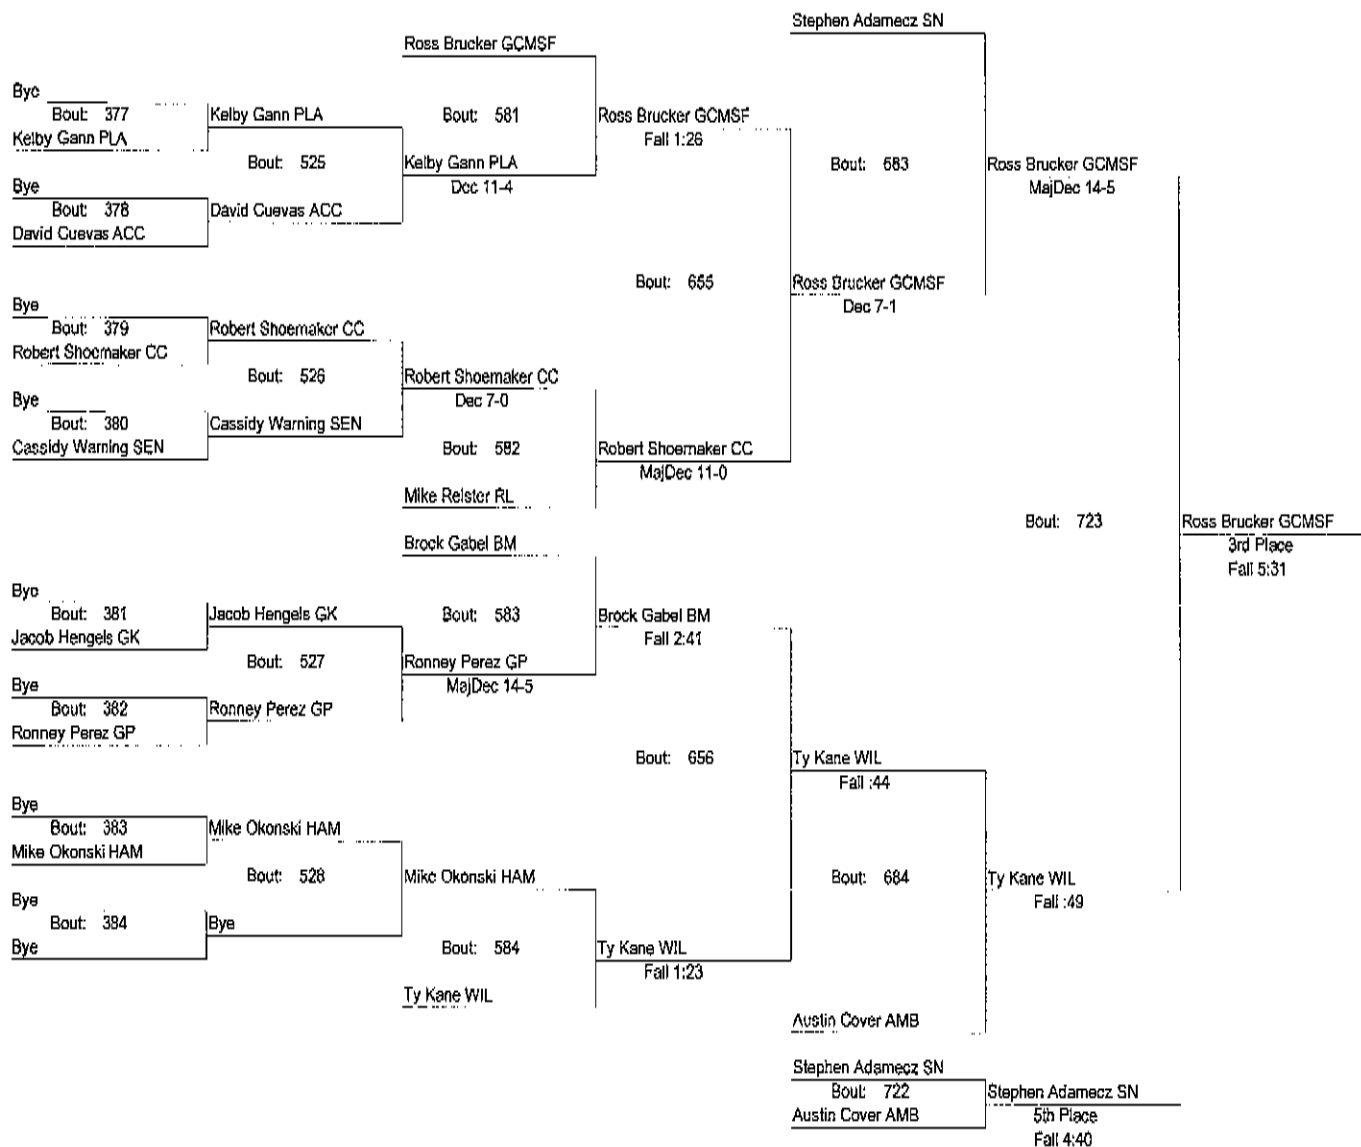 Stephen Adamecz SN
Ross Brucker GCMSF
Bye
Bout: 377
Kelby Gann PLA
Kelby Gann PLA
Bout: 581
Ross Brucker GCMSF
Fall 1:26
Bout: 525
Kelby Gann PLA
Dec 11-4
Bout: 683
Ross Brucker GCMSF
MajDec 14-5
Bye
Bout: 378
David Cuevas ACC
David Cuevas ACC
Bout: 655
Ross Brucker GCMSF
Dec 7-1
Bye
Bout: 379
Robert Shoemaker CC
Robert Shoemaker CC
Bout: 526
Robert Shoemaker CC
Dec 7-0
Bye
Bout: 380
Cassidy Warning SEN
Cassidy Warning SEN
Bout: 582
Robert Shoemaker CC
MajDec 11-0
Mike Reister RL
Bout: 723
Ross Brucker GCMSF
3rd Place
Fall 5:31
Brock Gabel BM
Bye
Bout: 381
Jacob Hengels GK
Jacob Hengels GK
Bout: 583
Brock Gabel BM
Fall 2:41
Bout: 527
Ronney Perez GP
MajDec 14-5
Bye
Bout: 382
Ronney Perez GP
Ronney Perez GP
Bout: 656
Ty Kane WIL
Fall :44
Bye
Bout: 383
Mike Okonski HAM
Mike Okonski HAM
Bout: 528
Mike Okonski HAM
Bout: 684
Ty Kane WIL
Fall :49
Bye
Bout: 384
Bye
Bye
Bout: 584
Ty Kane WIL
Fall 1:23
Ty Kane WIL
Austin Cover AMB
Stephen Adamecz SN
Bout: 722
Stephen Adamecz SN
Austin Cover AMB
5th Place
Fall 4:40